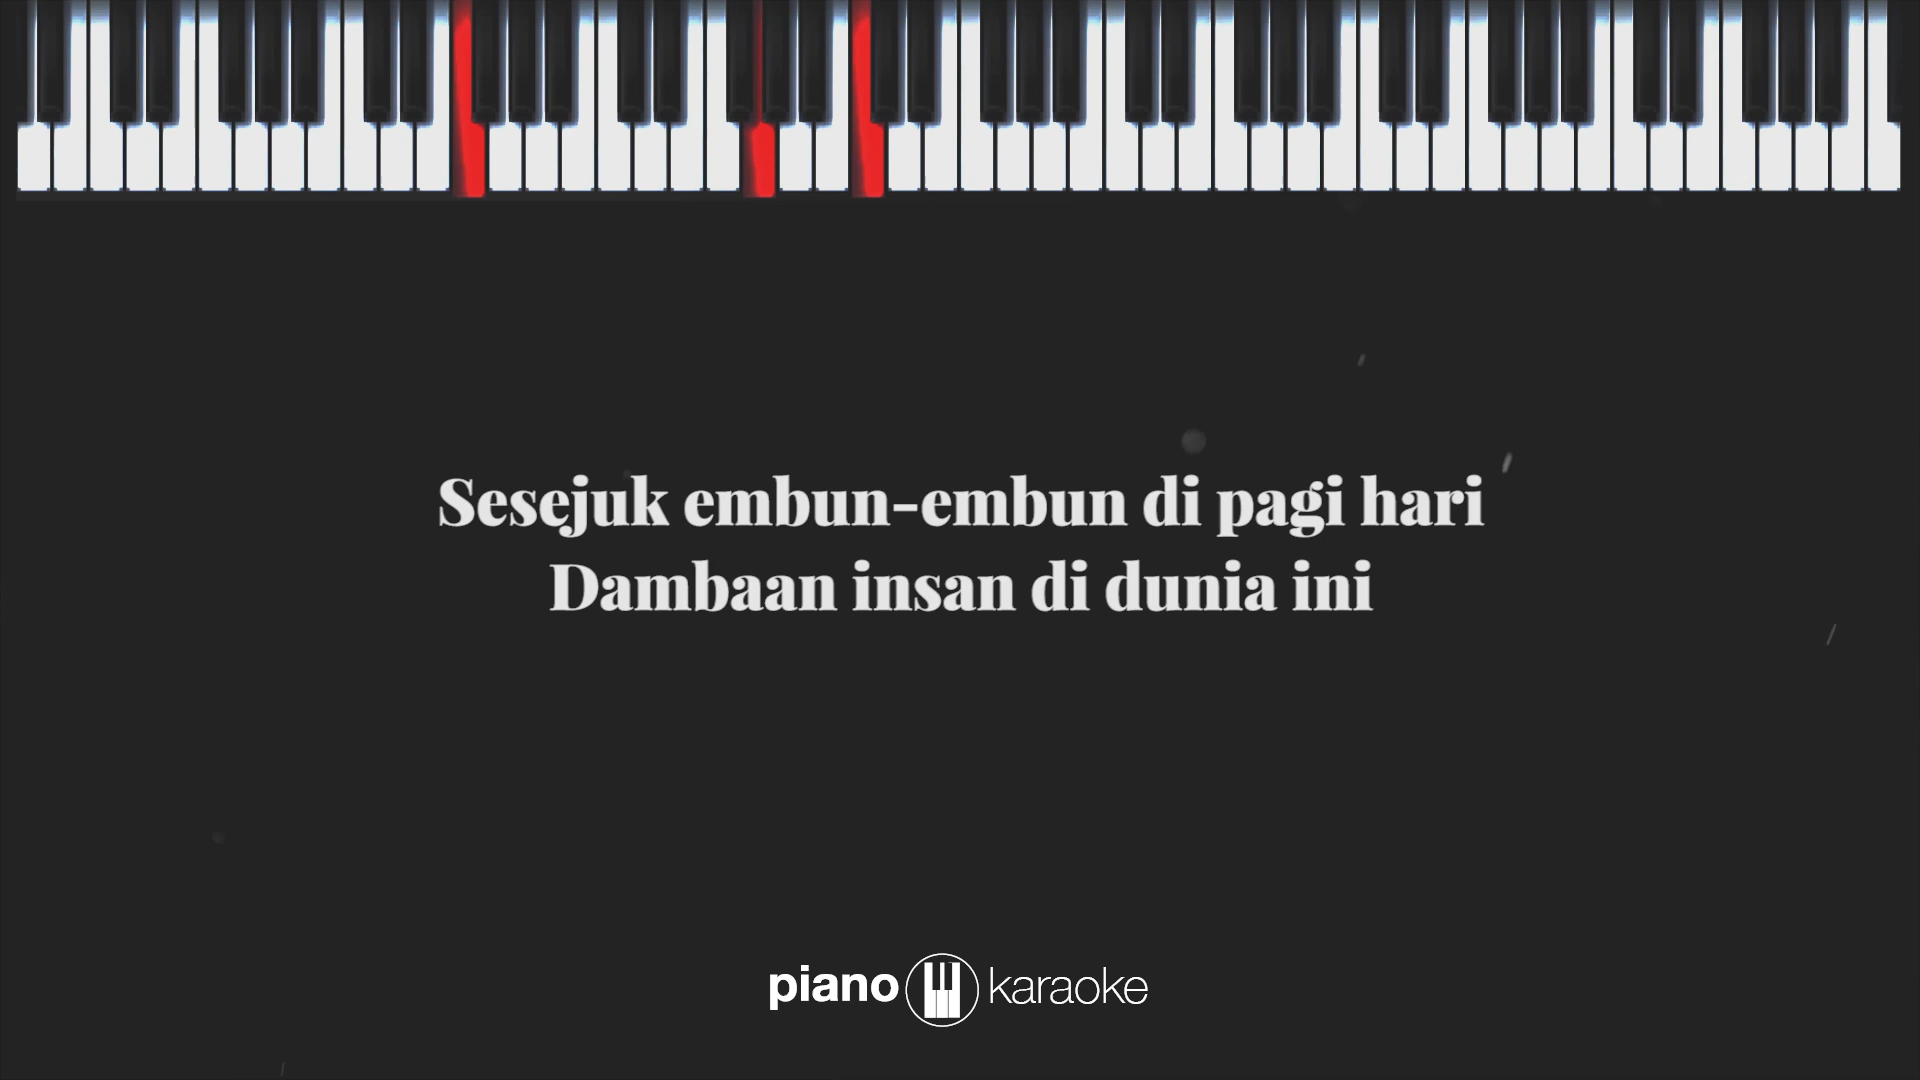 Sesejuk embun-embun di pagi hari
Dambaan insan di dunia ini
piano karaoke